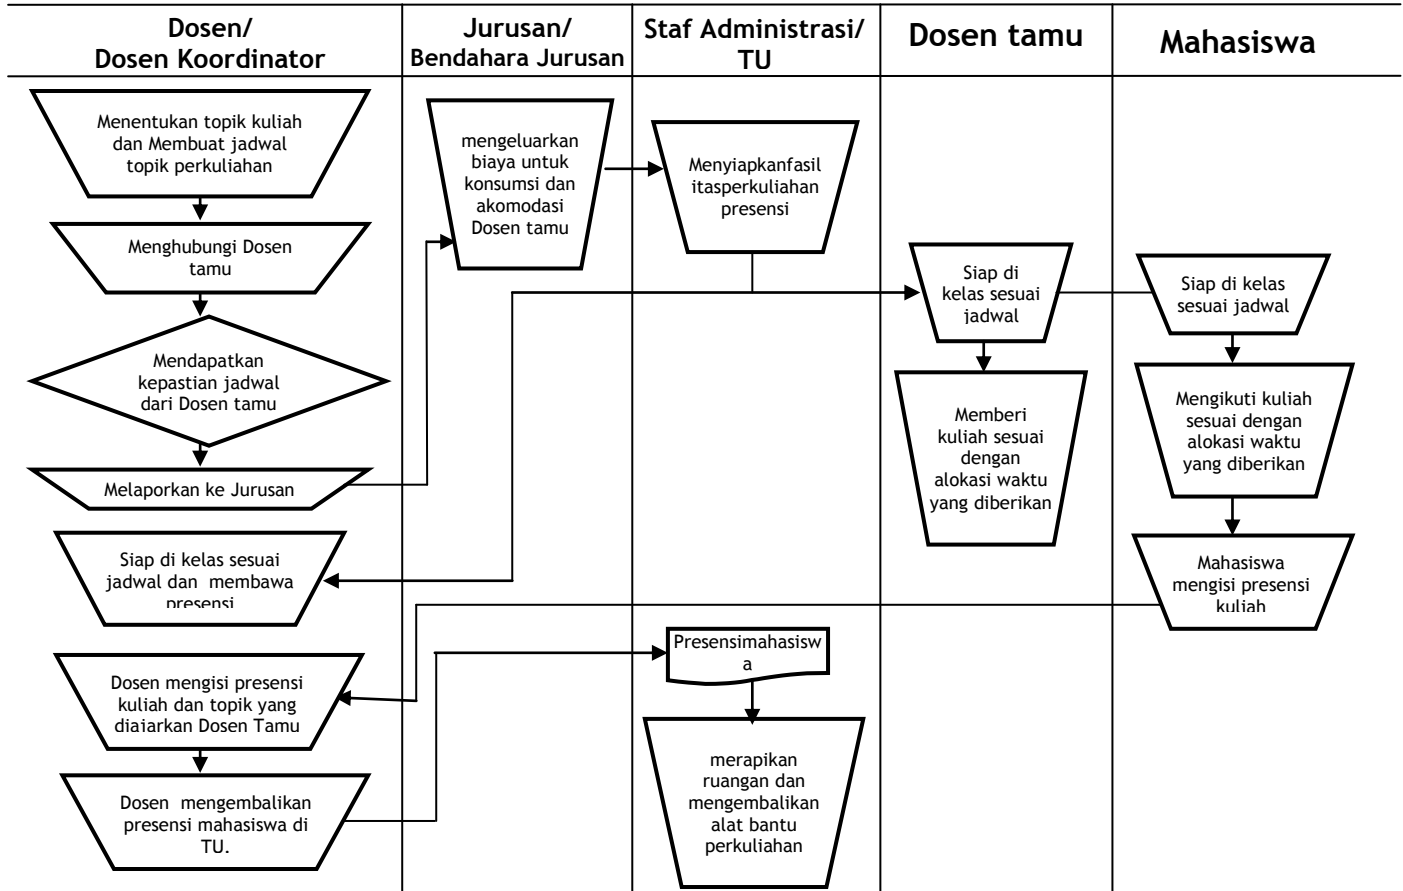 Dosen/
Dosen Koordinator
Jurusan/
Bendahara Jurusan
Staf Administrasi/
TU
Dosen tamu
Mahasiswa
Menentukan topik kuliah
dan Membuat jadwal
topik perkuliahan
Menghubungi Dosen
tamu
Mendapatkan
kepastian jadwal
dari Dosen tamu
Melaporkan ke Jurusan
mengeluarkan
biaya untuk
konsumsi dan
akomodasi
Dosen tamu
Menyiapkanfasil
itasperkuliahan
presensi
Siap di
kelas sesuai
jadwal
Siap di kelas
sesuai jadwal
Memberi
kuliah sesuai
dengan
alokasi waktu
yang diberikan
Mengikuti kuliah
sesuai dengan
alokasi waktu
yang diberikan
Siap di kelas sesuai
jadwal dan membawa
presensi
Mahasiswa
mengisi presensi
kuliah
Dosen mengisi presensi
kuliah dan topik yang
diajarkan Dosen Tamu
Dosen mengembalikan
presensi mahasiswa di
TU.
Presensimahasisw
a
merapikan
ruangan dan
mengembalikan
alat bantu
perkuliahan